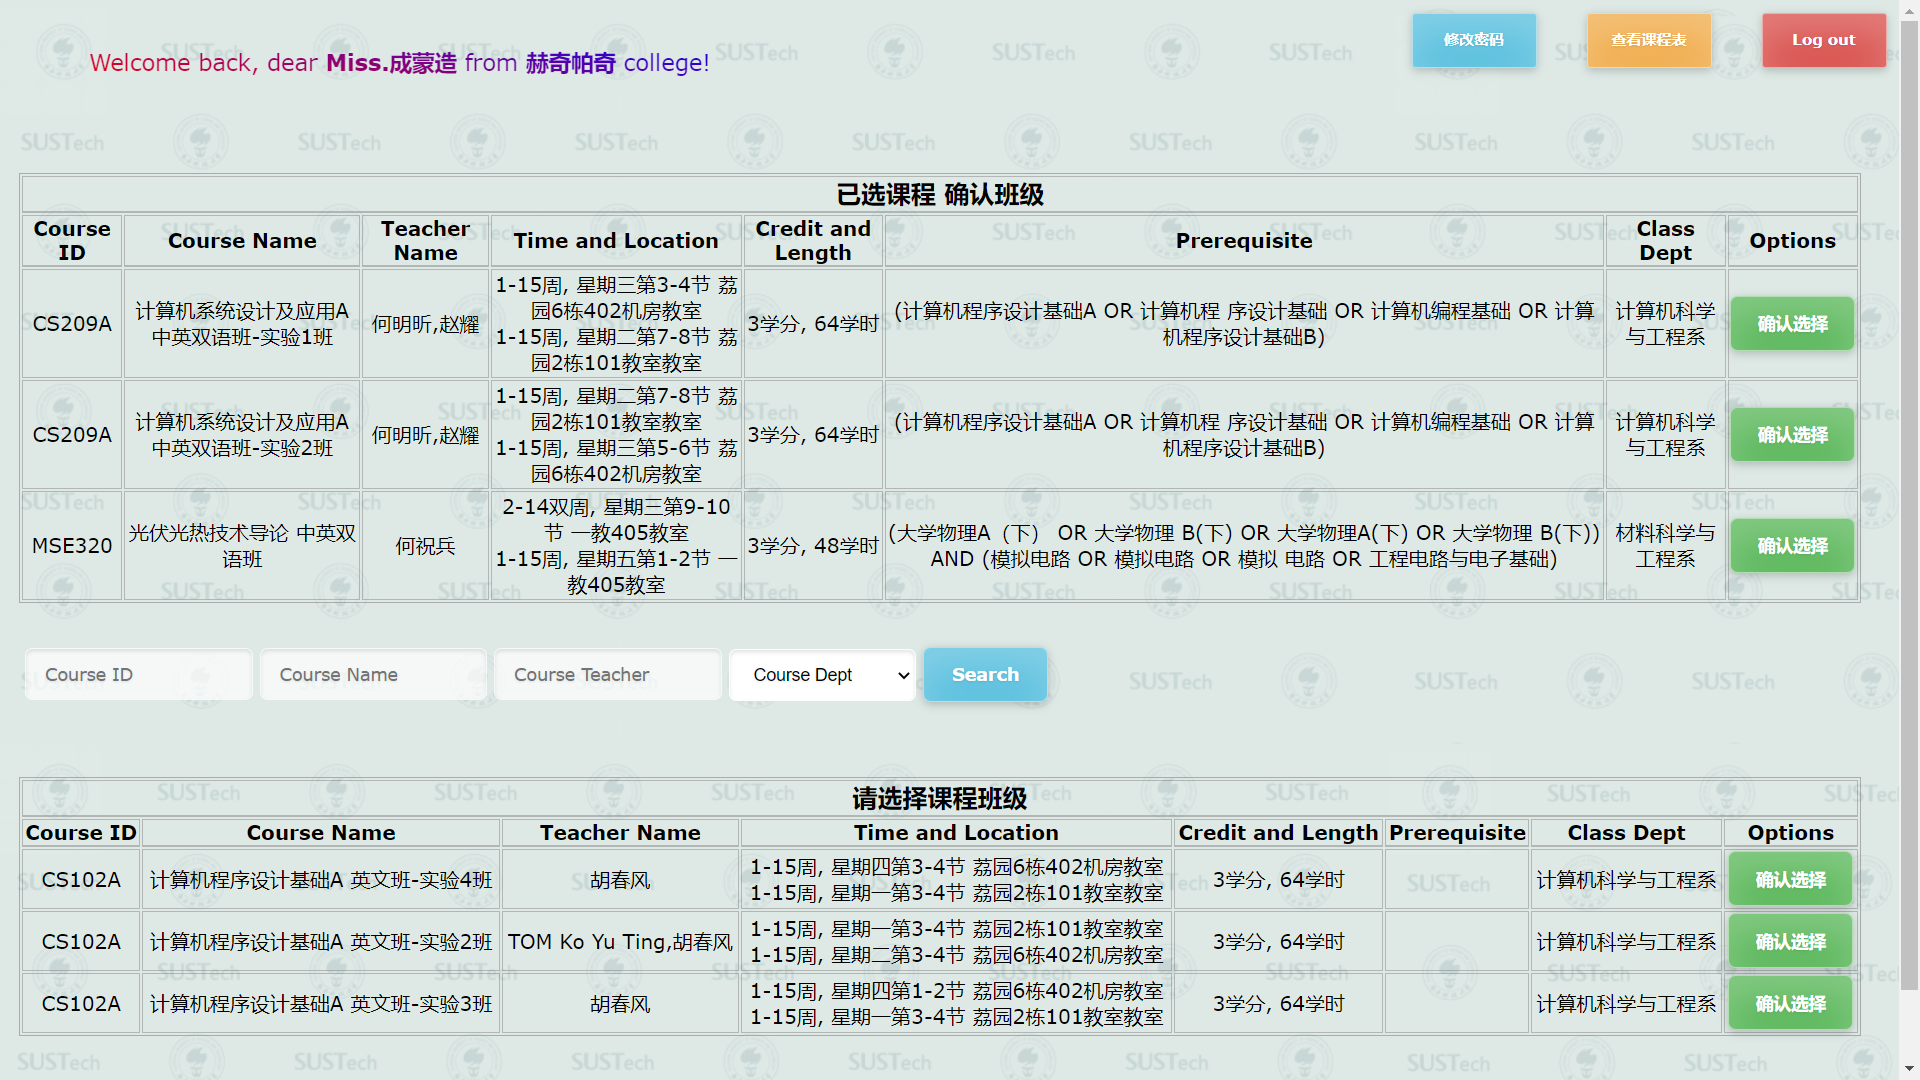 Welcome back, dear Miss.成蒙造 from 赫奇帕奇 college!
修改密码
查看课程表
Log out
已选课程 确认班级
Course ID
Course Name
Teacher Name
Time and Location
Credit and Length
Prerequisite
Class Dept
Options
CS209A
计算机系统设计及应用A
中英双语班-实验1班
何明昕,赵耀
1-15周, 星期三第3-4节 荔
园6栋402机房教室
1-15周, 星期二第7-8节 荔
园2栋101教室教室
3学分, 64学时
(计算机程序设计基础A OR 计算机程 序设计基础 OR 计算机编程基础 OR 计算
机程序设计基础B)
计算机科学
与工程系
确认选择
CS209A
计算机系统设计及应用A
中英双语班-实验2班
何明昕,赵耀
1-15周, 星期二第7-8节 荔
园2栋101教室教室
1-15周, 星期三第5-6节 荔
园6栋402机房教室
3学分, 64学时
(计算机程序设计基础A OR 计算机程 序设计基础 OR 计算机编程基础 OR 计算
机程序设计基础B)
计算机科学
与工程系
确认选择
MSE320
光伏光热技术导论 中英双
语班
何祝兵
2-14双周, 星期三第9-10
节 一教405教室
1-15周, 星期五第1-2节 一
教405教室
3学分, 48学时
(大学物理A（下） OR 大学物理 B(下) OR 大学物理A(下) OR 大学物理 B(下))
AND (模拟电路 OR 模拟电路 OR 模拟 电路 OR 工程电路与电子基础)
材料科学与
工程系
确认选择
Course ID
Course Name
Course Teacher
Course Dept
Search
请选择课程班级
Course ID
Course Name
Teacher Name
Time and Location
Credit and Length
Prerequisite
Class Dept
Options
CS102A
计算机程序设计基础A 英文班-实验4班
胡春风
1-15周, 星期四第3-4节 荔园6栋402机房教室
1-15周, 星期一第3-4节 荔园2栋101教室教室
3学分, 64学时
计算机科学与工程系
确认选择
CS102A
计算机程序设计基础A 英文班-实验2班
TOM Ko Yu Ting,胡春风
1-15周, 星期一第3-4节 荔园2栋101教室教室
1-15周, 星期二第3-4节 荔园6栋402机房教室
3学分, 64学时
计算机科学与工程系
确认选择
CS102A
计算机程序设计基础A 英文班-实验3班
胡春风
1-15周, 星期四第1-2节 荔园6栋402机房教室
1-15周, 星期一第3-4节 荔园2栋101教室教室
3学分, 64学时
计算机科学与工程系
确认选择